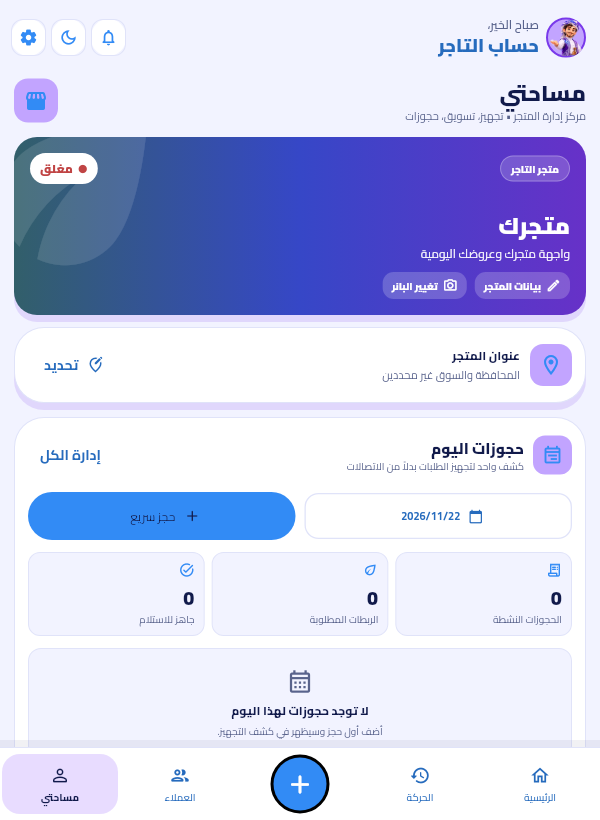 صباح الخير،
حساب التاجر
مساحتي
مركز إدارة المتجر • تجهيز، تسويق، حجوزات
متجر التاجر
مغلق
متجرك
واجهة متجرك وعروضك اليومية
بيانات المتجر
تغيير البانر
عنوان المتجر
المحافظة والسوق غير محددين
تحديد
حجوزات اليوم
كشف واحد لتجهيز الطلبات بدلاً من الاتصالات
إدارة الكل
2026/11/22
حجز سريع
0
الحجوزات النشطة
0
الربطات المطلوبة
0
جاهز للاستلام
لا توجد حجوزات لهذا اليوم
أضف أول حجز وسيظهر في كشف التجهيز.
الرئيسية
الحركة
العملاء
مساحتي